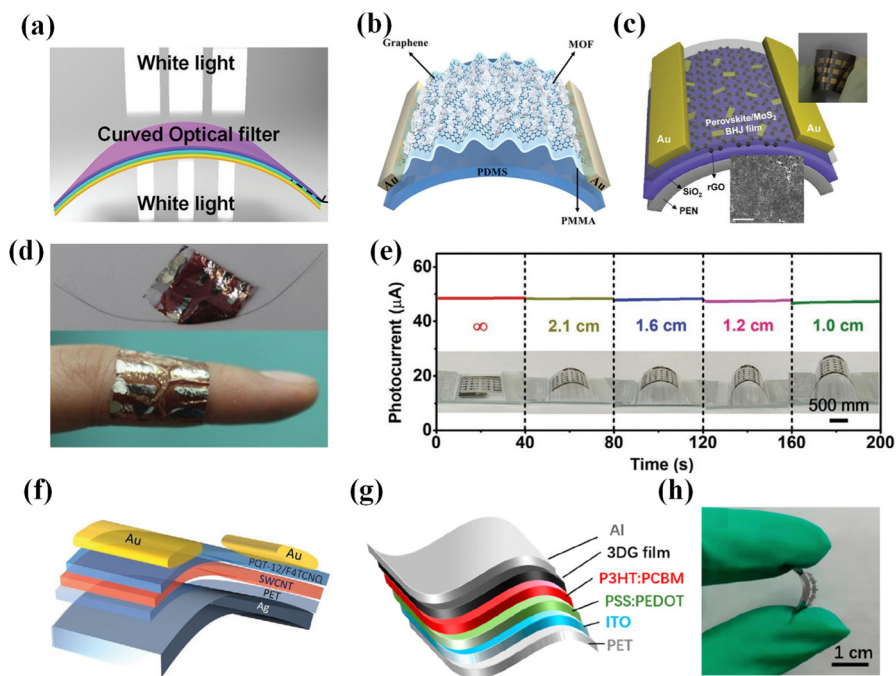 (a)
White light
Curved Optical filter
White light
(b)
Graphene
MOF
Au
PDMS
Au
PMMA
(c)
Au
Perovskite/MoS2
BHJ film
Au
SiO2
rGO
PEN
(d)
(e)
Photocurrent (μA)
60
40
20
0
∞
2.1 cm
1.6 cm
1.2 cm
1.0 cm
500 mm
0
40
80
120
160
200
Time (s)
(f)
Au
Au
PQT-12/F4TCNQ
SWCNT
PET
Ag
(g)
Al
3DG film
P3HT:PCBM
PSS:PEDOT
ITO
PET
(h)
1 cm